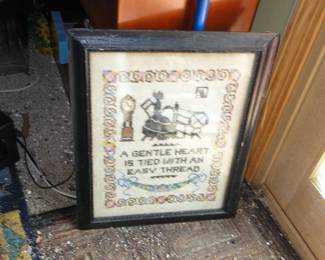 A GENTLE HEART
IS TIED WITH AN
EASY THREAD